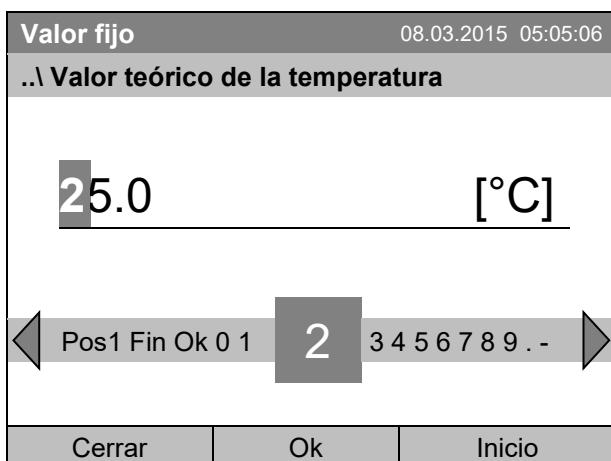 Valor fijo 08.03.2015 05:05:06
..\ Valor teórico de la temperatura
25.0 [°C]
Pos1 Fin Ok 0 1 2 3 4 5 6 7 8 9 . -
Cerrar Ok Inicio